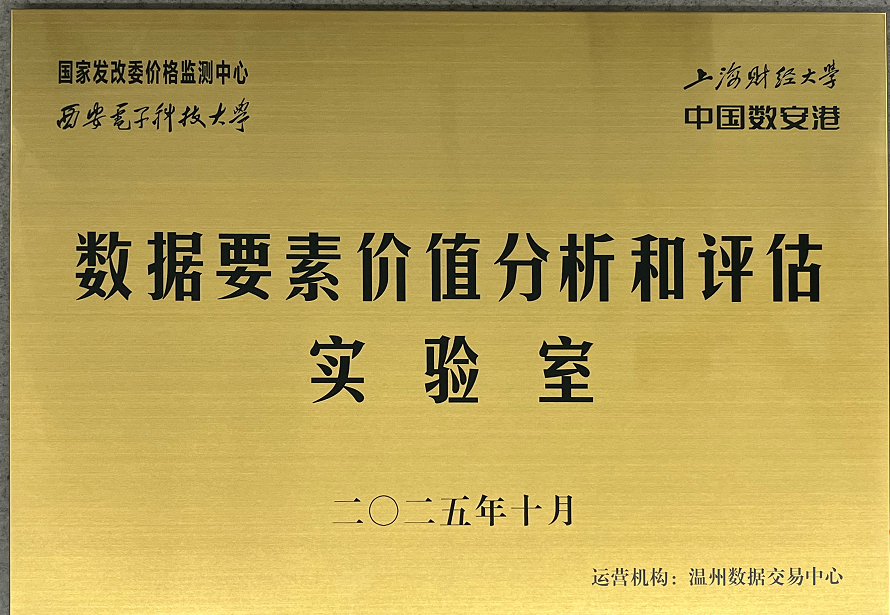 国家发改委价格监测中心
上海财经大学
西安電子科技大学
中国数安港
数据要素价值分析和评估
实验室
二〇二五年十月
运营机构：温州数据交易中心